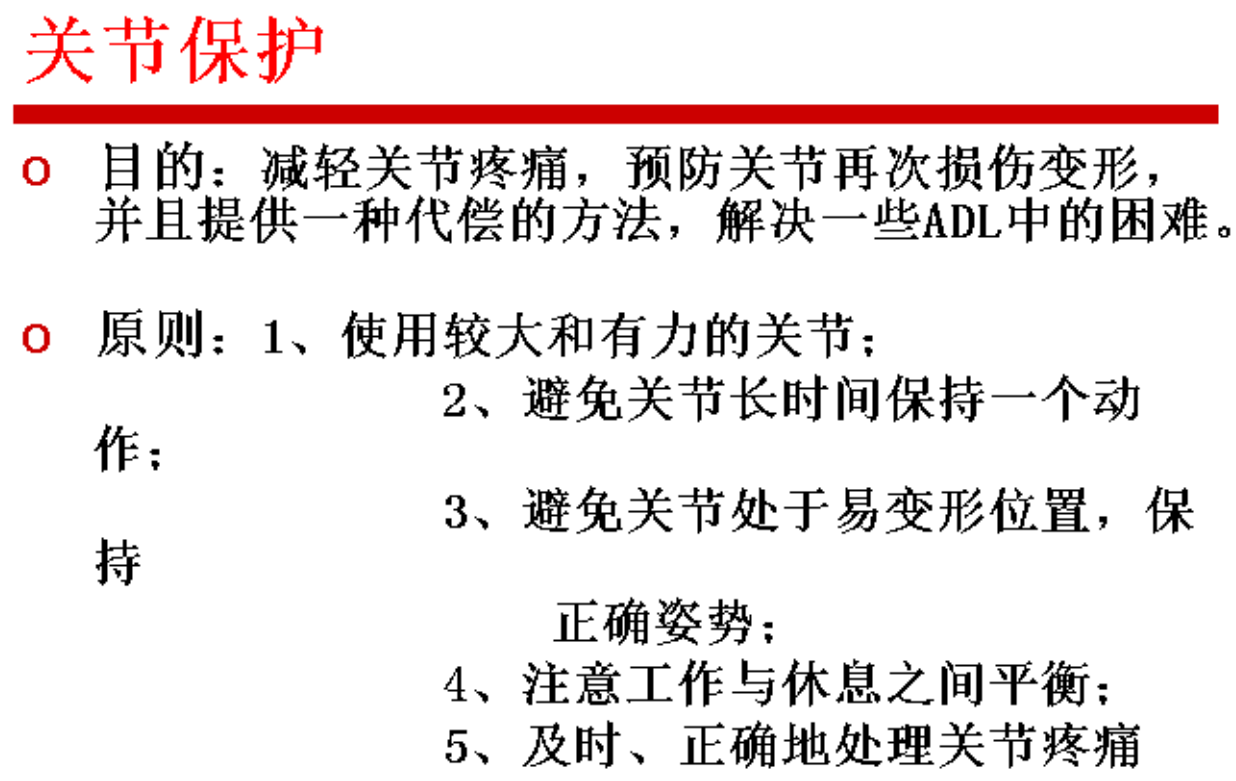 关节保护
o 目的：减轻关节疼痛，预防关节再次损伤变形，
并且提供一种代偿的方法，解决一些ADL中的困难。
o 原则：1、使用较大和有力的关节；
2、避免关节长时间保持一个动
作；
3、避免关节处于易变形位置，保
持
正确姿势；
4、注意工作与休息之间平衡；
5、及时、正确地处理关节疼痛